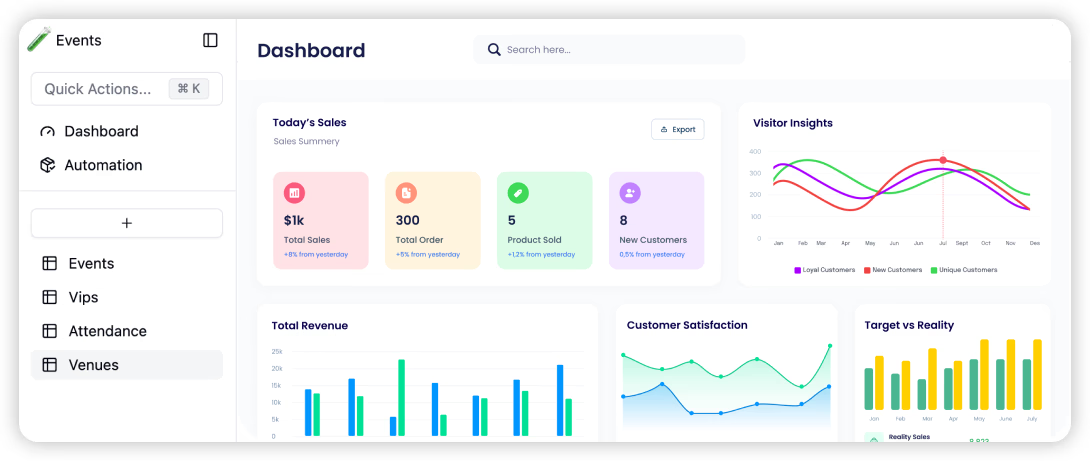 Events
Quick Actions...
⌘ K
Dashboard
Automation
+
Events
Vips
Attendance
Venues
Dashboard
Search here...
Today's Sales
Sales Summery
Export
$1k
Total Sales
+8% from yesterday
300
Total Order
+5% from yesterday
5
Product Sold
+1,2% from yesterday
8
New Customers
0,5% from yesterday
Visitor Insights
400
300
200
100
0
Jan Feb Mar Apr May Jun Jun Jul Sept Oct Nov Des
Loyal Customers New Customers Unique Customers
Total Revenue
25k
20k
15k
10k
5k
0
Customer Satisfaction
Target vs Reality
Jan Feb Mar Apr May June July
Reality Sales